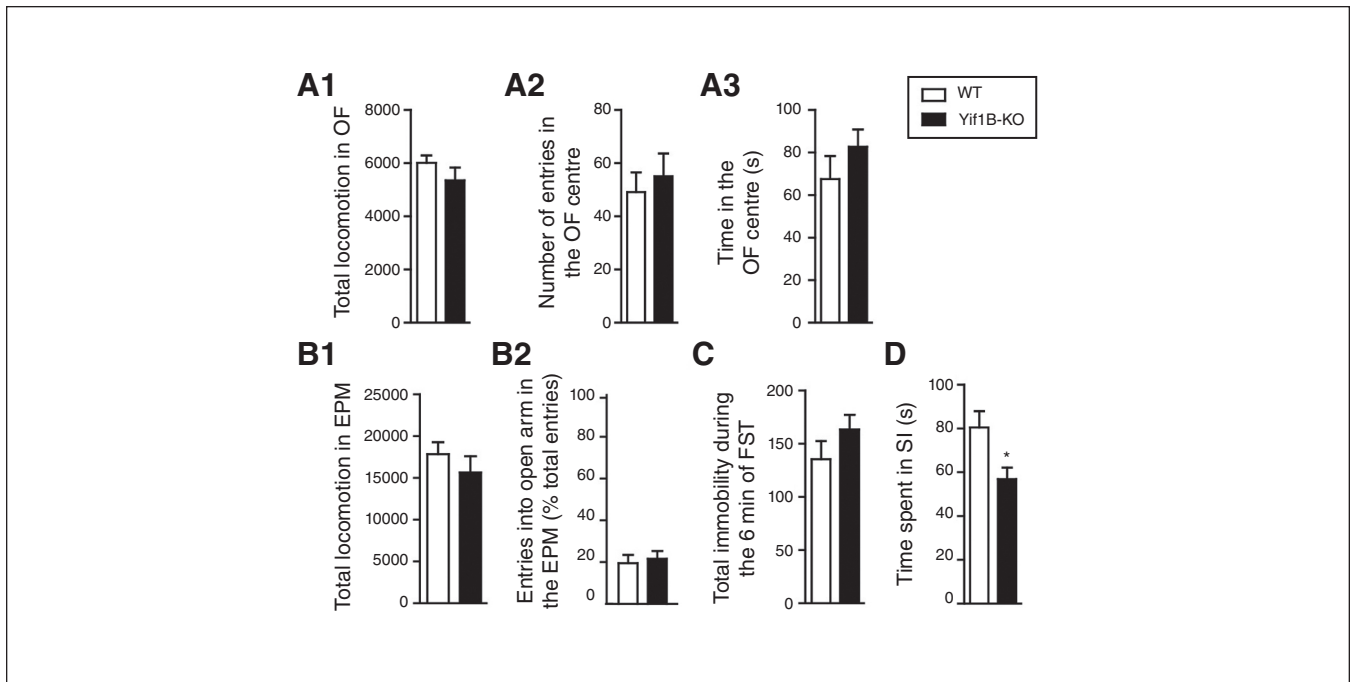 A1
Total locomotion in OF
8000
6000
4000
2000
0
A2
Number of entries in
the OF centre
80
60
40
20
0
A3
Time in the
OF centre (s)
100
80
60
40
20
0
WT
Yif1B-KO
B1
Total locomotion in EPM
25000
20000
15000
10000
5000
0
B2
Entries into open arm in
the EPM (% total entries)
100
80
60
40
20
0
C
Total immobility during
the 6 min of FST
200
150
100
50
0
D
Time spent in SI (s)
100
80
60
40
20
0
*